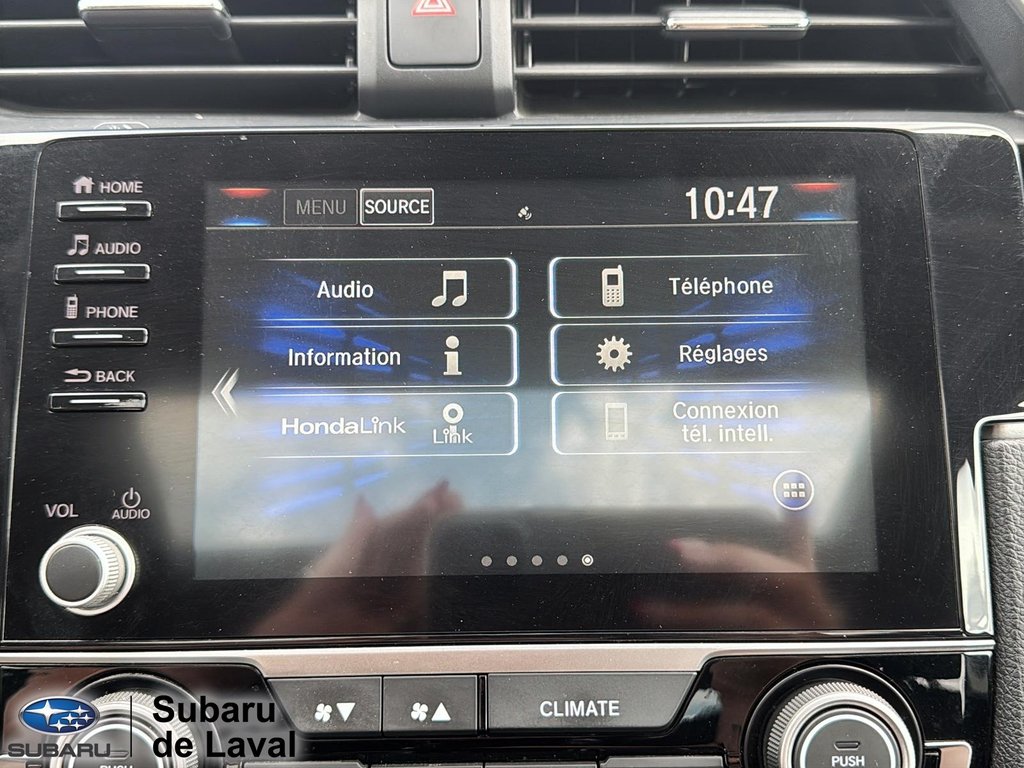 HOME
MENU
SOURCE
10:47
AUDIO
Audio
Téléphone
PHONE
Information
Réglages
BACK
HondaLink
Link
Connexion
tél. intell.
VOL
AUDIO
CLIMATE
PUSH
PUSH
SUBARU
Subaru
de Laval